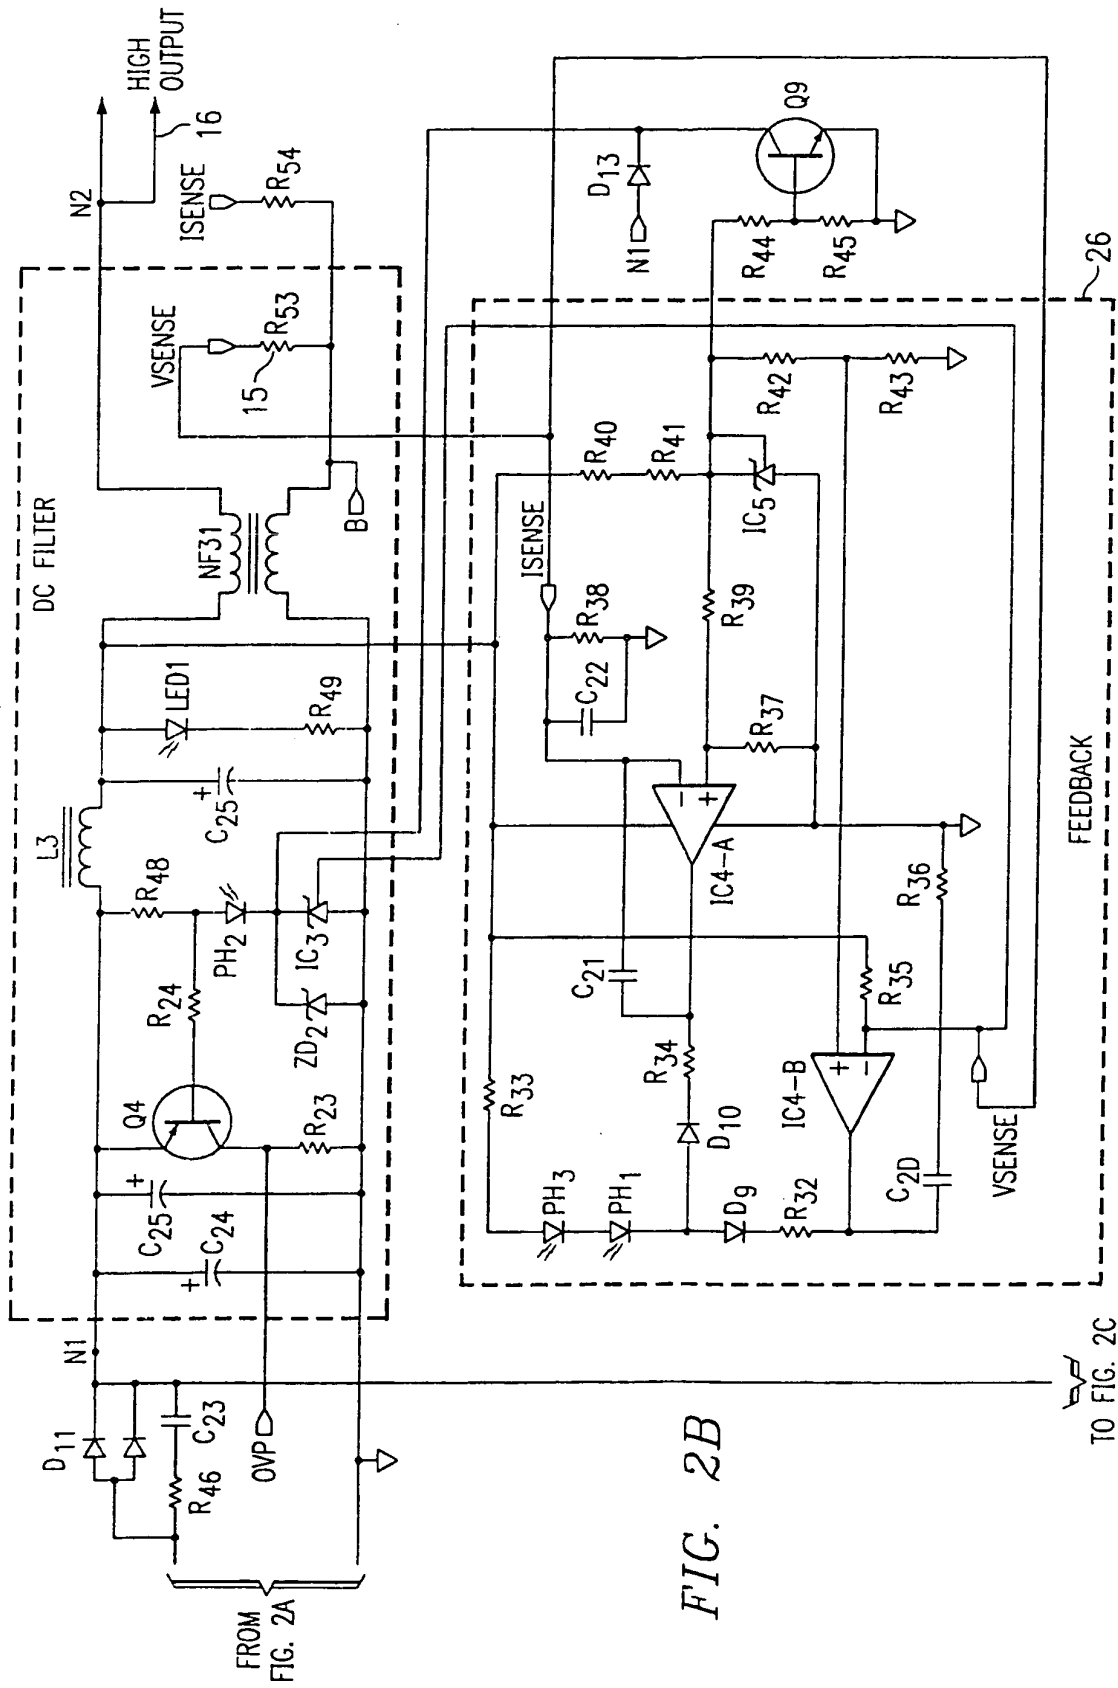 FROM
FIG. 2A
D11
N1
R46
C23
OVP
DC FILTER
C24
C25
Q4
R23
R24
ZD2
R48
PH2
IC3
L3
C25
LED1
R49
NF31
B
VSENSE
15
R53
N2
HIGH
OUTPUT
16
ISENSE
R54
R33
PH3
PH1
D9
R32
D10
R34
C21
IC4-A
C22
R38
ISENSE
R37
R39
R40
R41
IC5
R42
R43
N1
D13
Q9
R44
R45
26
IC4-B
R35
R36
C2D
VSENSE
FEEDBACK
TO FIG. 2C
FIG. 2B